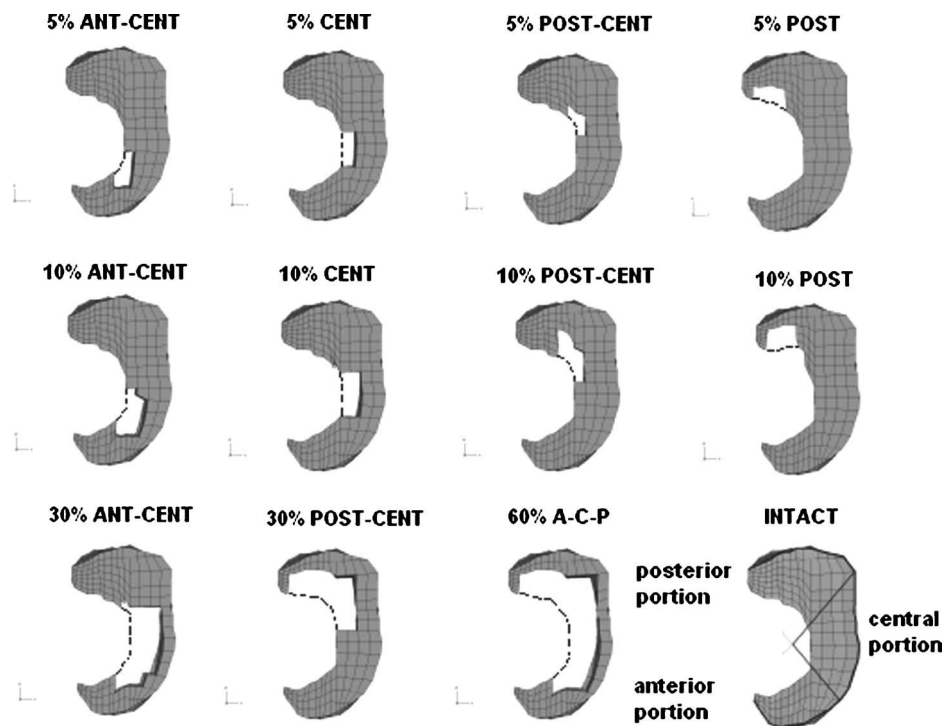 5% ANT-CENT
5% CENT
5% POST-CENT
5% POST
10% ANT-CENT
10% CENT
10% POST-CENT
10% POST
30% ANT-CENT
30% POST-CENT
60% A-C-P
INTACT
posterior
portion
central
portion
anterior
portion